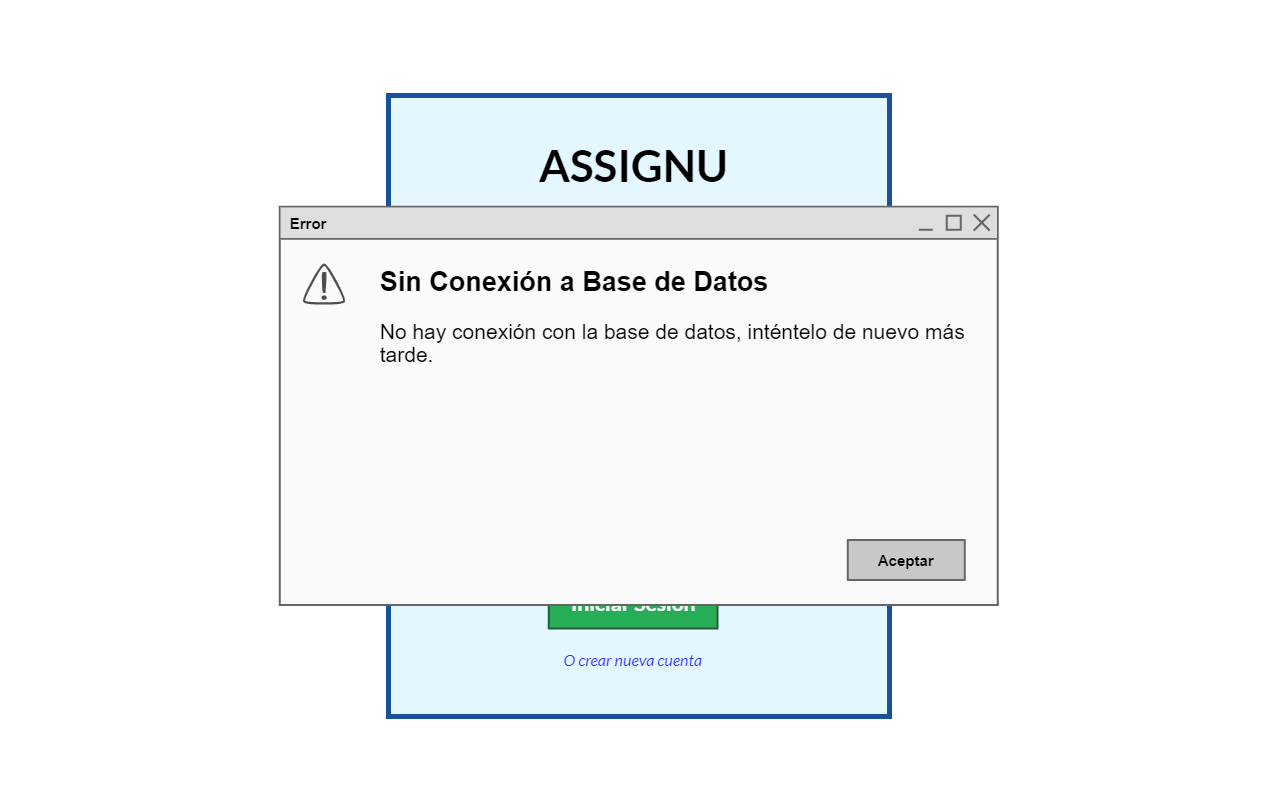 ASSIGNU
Error
Sin Conexión a Base de Datos
No hay conexión con la base de datos, inténtelo de nuevo más
tarde.
Aceptar
Iniciar Sesión
O crear nueva cuenta